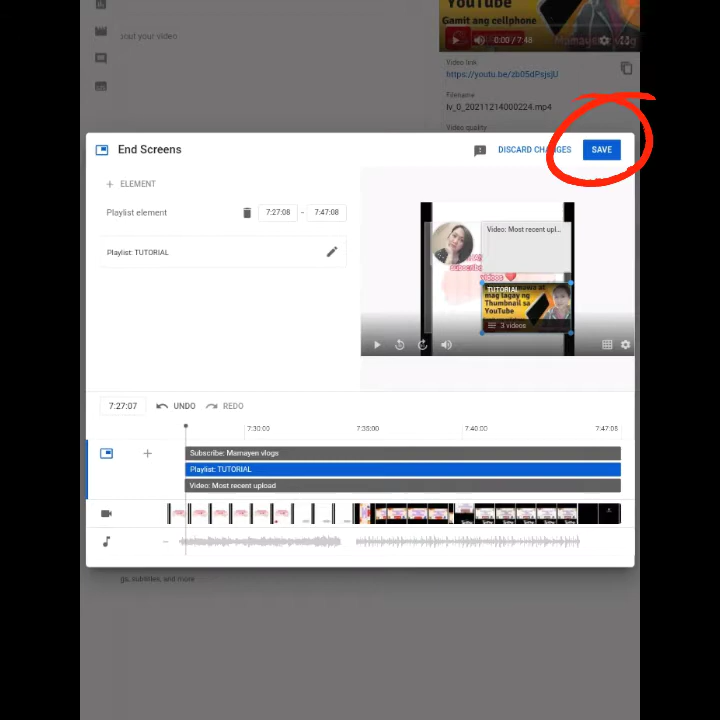 YouTube
Gamit ang cellphone
0:00 / 7:48
out your video
Video link
https://youtu.be/zb05dPsjsjU
Filename
lv_0_20211214000224.mp4
Video quality
End Screens
DISCARD CHANGES
SAVE
+ ELEMENT
Playlist element
7:27:08 - 7:47:08
Playlist: TUTORIAL
Video: Most recent upl...
TUTORIAL
mag lagay ng
Thumbnail sa
YouTube
3 videos
7:27:07
UNDO
REDO
7:30:00
7:35:00
7:40:00
7:47:08
Subscribe: Mamayen vlogs
Playlist: TUTORIAL
Video: Most recent upload
gs, subtitles, and more